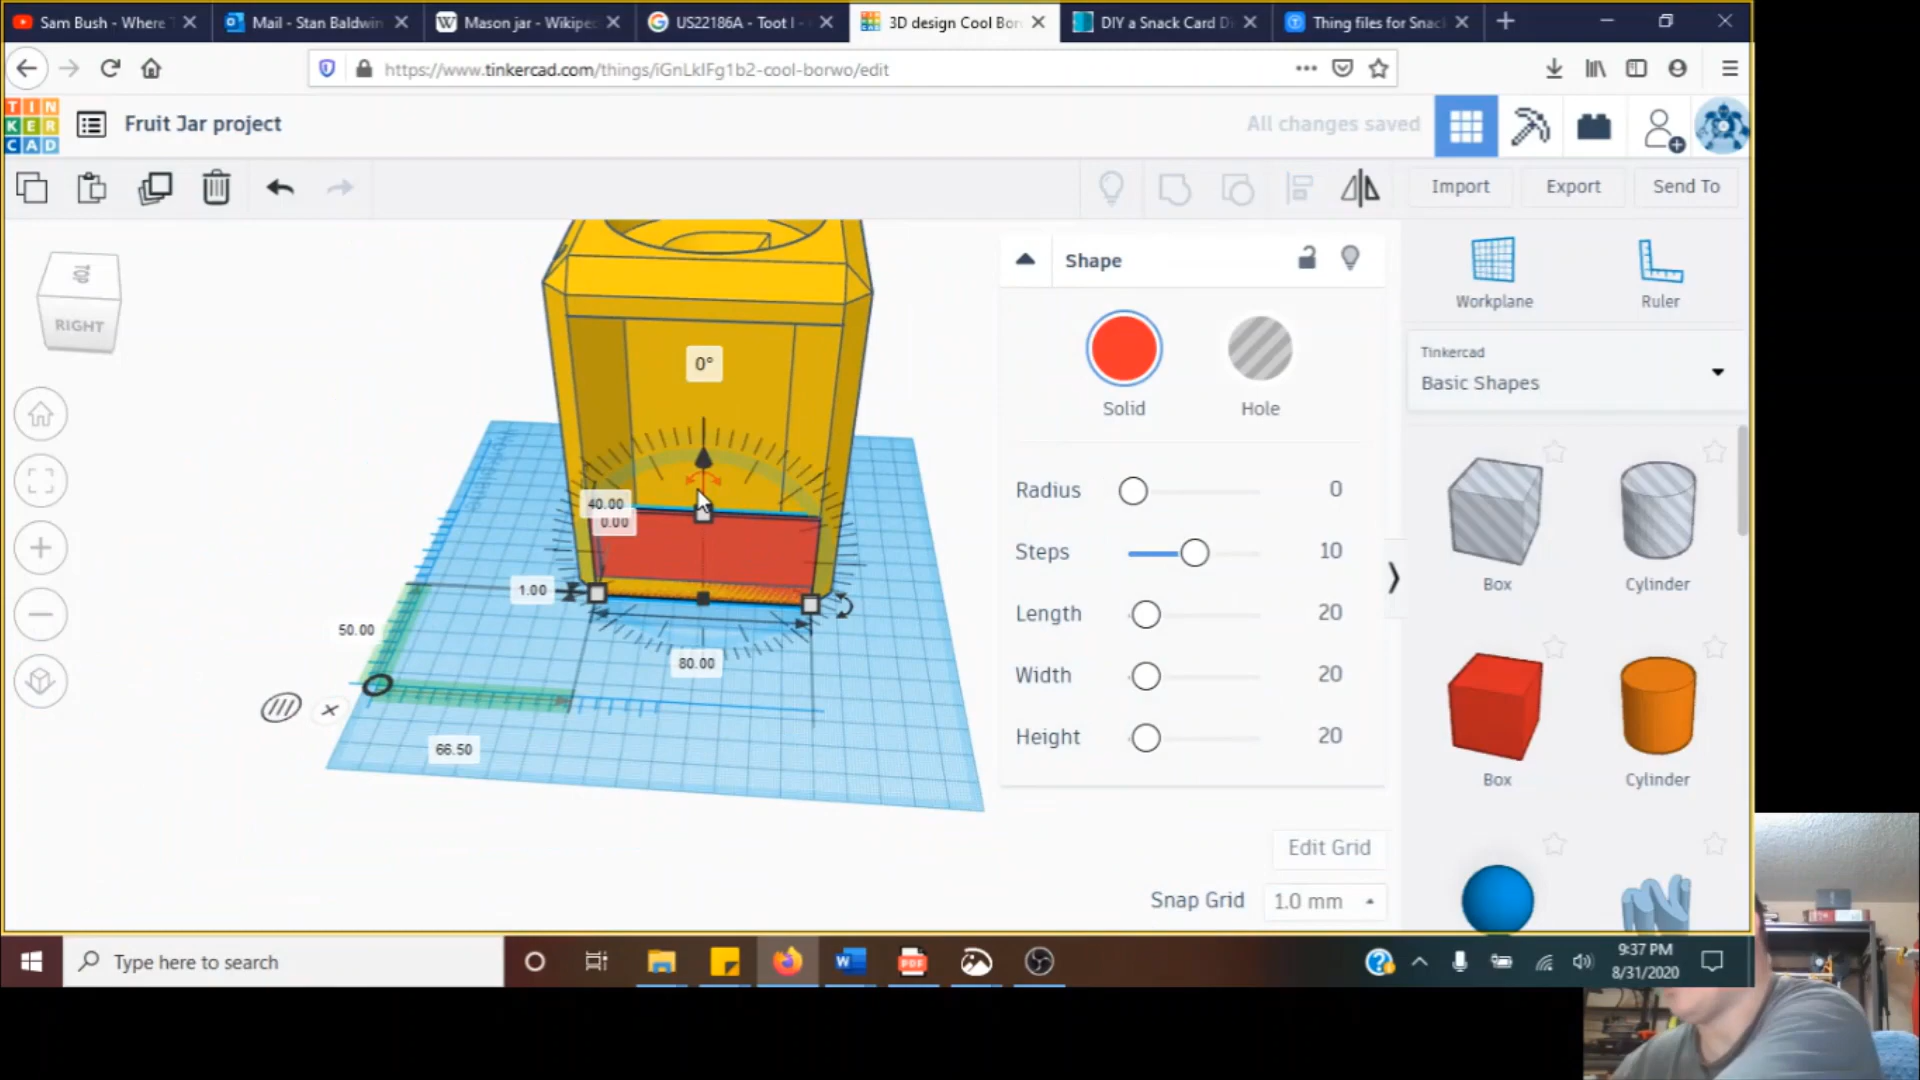 Sam Bush - Where T
Mail - Stan Baldwin
Mason jar - Wikipe
US22186A - Toot I -
3D design Cool Bor
DIY a Snack Card D
Thing files for Snac
https://www.tinkercad.com/things/iGnLkIFg1b2-cool-borwo/edit
TIN
KER
CAD
Fruit Jar project
All changes saved
Import
Export
Send To
TOP
RIGHT
Shape
Solid
Hole
Radius 0
Steps 10
Length 20
Width 20
Height 20
0°
40.00
0.00
1.00
50.00
80.00
66.50
Workplane
Ruler
Tinkercad
Basic Shapes
Box
Cylinder
Box
Cylinder
Edit Grid
Snap Grid 1.0 mm
Type here to search
PDF
9:37 PM
8/31/2020